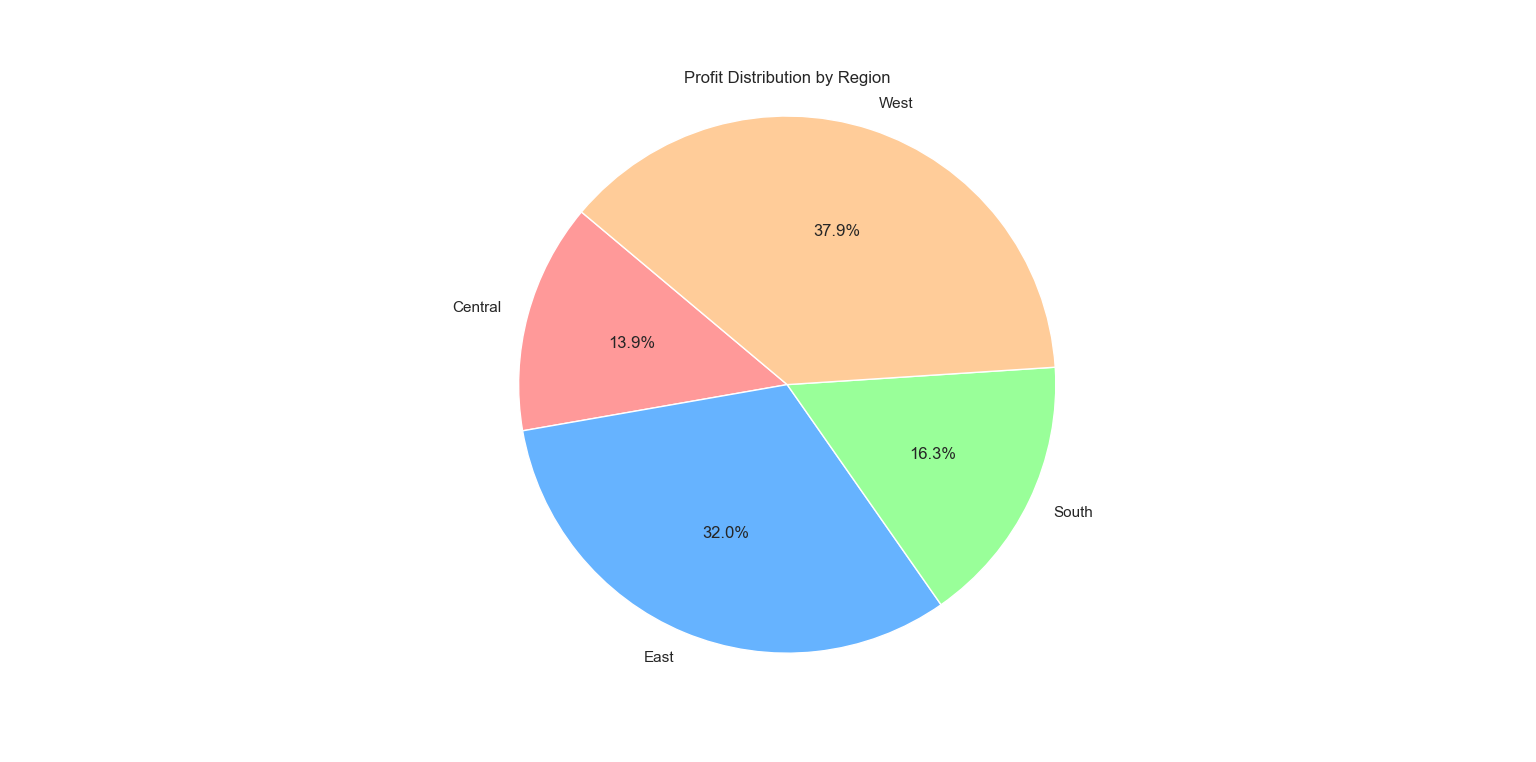 Profit Distribution by Region
West
37.9%
Central
13.9%
16.3%
South
32.0%
East